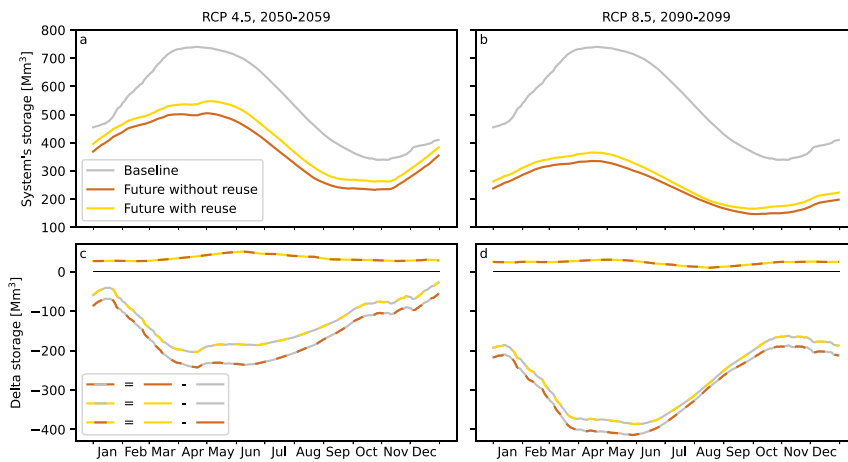 RCP 4.5, 2050-2059
RCP 8.5, 2090-2099
System's storage [Mm³]
800
700
600
500
400
300
200
100
a
Baseline
Future without reuse
Future with reuse
b
Delta storage [Mm³]
0
−100
−200
−300
−400
c
= -
= -
= -
d
Jan Feb Mar Apr May Jun Jul Aug Sep Oct Nov Dec
Jan Feb Mar Apr May Jun Jul Aug Sep Oct Nov Dec